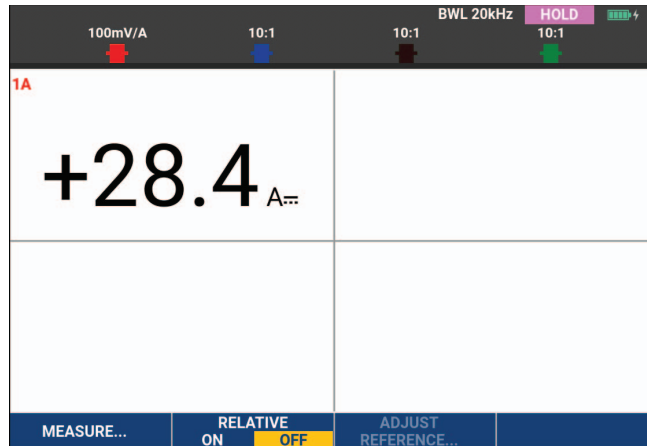 BWL 20kHz HOLD
100mV/A 10:1 10:1 10:1
1A
+28.4 A⎓
MEASURE... RELATIVE ADJUST
ON OFF REFERENCE...